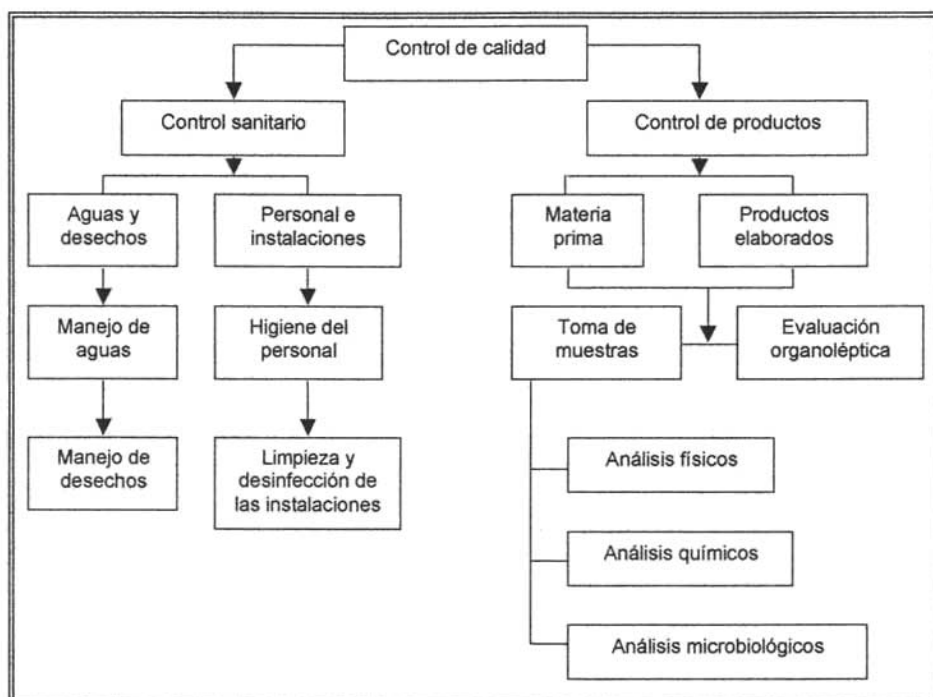 Control de calidad
Control sanitario
Control de productos
Aguas y
desechos
Personal e
instalaciones
Materia
prima
Productos
elaborados
Manejo de
aguas
Higiene del
personal
Toma de
muestras
Evaluación
organoléptica
Manejo de
desechos
Limpieza y
desinfección de
las instalaciones
Análisis físicos
Análisis químicos
Análisis microbiológicos